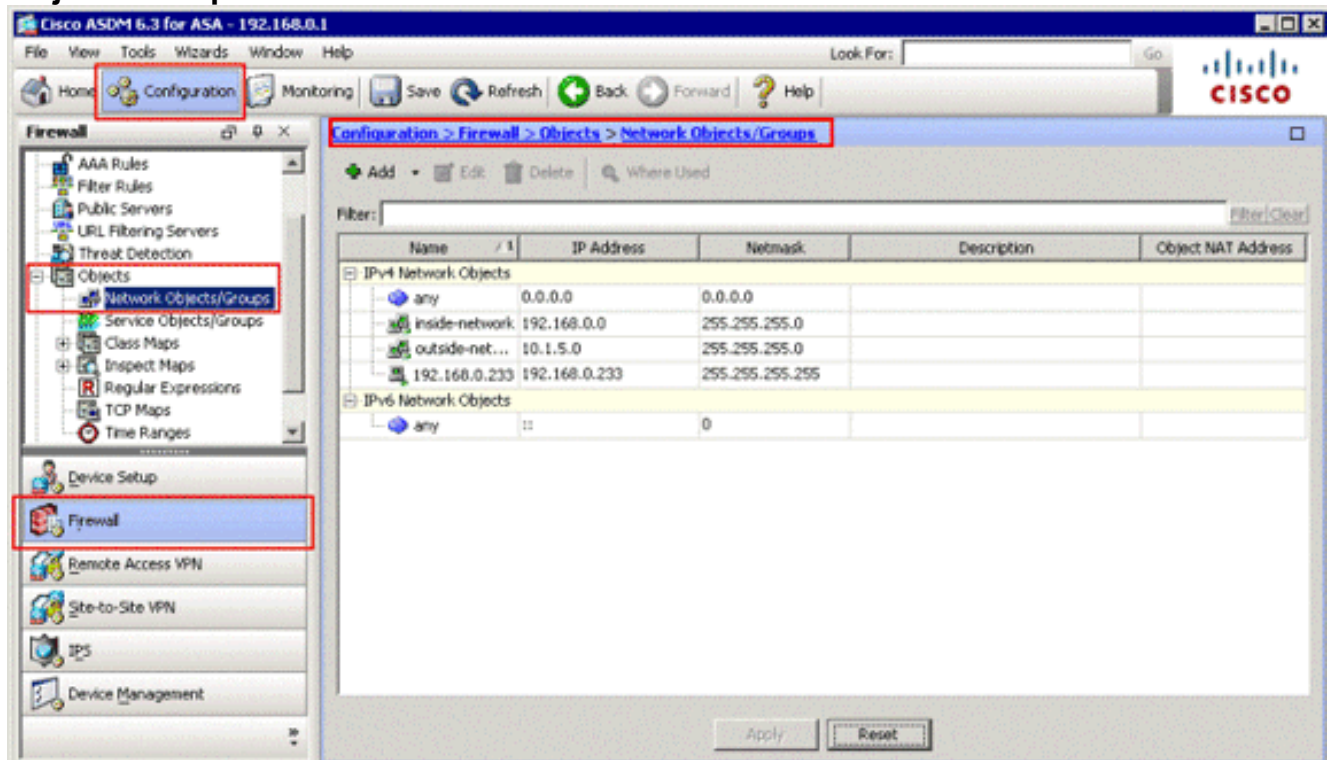 Cisco ASDM 6.3 for ASA - 192.168.0.1
File View Tools Wizards Window Help Look For: Go
Home Configuration Monitoring Save Refresh Back Forward Help
CISCO
Firewall
AAA Rules
Filter Rules
Public Servers
URL Filtering Servers
Threat Detection
Objects
Network Objects/Groups
Service Objects/Groups
Class Maps
Inspect Maps
Regular Expressions
TCP Maps
Time Ranges
Device Setup
Firewall
Remote Access VPN
Site-to-Site VPN
IPS
Device Management
Configuration > Firewall > Objects > Network Objects/Groups
Add Edit Delete Where Used
Filter: Filter Clear
Name 1 IP Address Netmask Description Object NAT Address
IPv4 Network Objects
any 0.0.0.0 0.0.0.0
inside-network 192.168.0.0 255.255.255.0
outside-net... 10.1.5.0 255.255.255.0
192.168.0.233 192.168.0.233 255.255.255.255
IPv6 Network Objects
any :: 0
Apply Reset